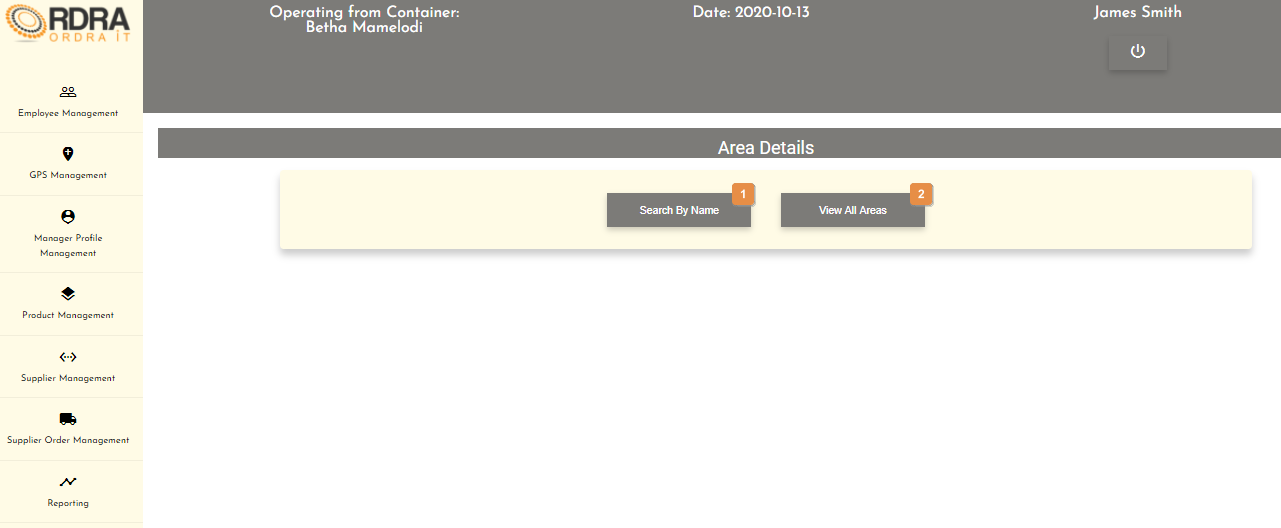 RDRA
ORDRA IT
Operating from Container:
Betha Mamelodi
Date: 2020-10-13
James Smith
Employee Management
GPS Management
Manager Profile
Management
Product Management
Supplier Management
Supplier Order Management
Reporting
Area Details
Search By Name
1
View All Areas
2